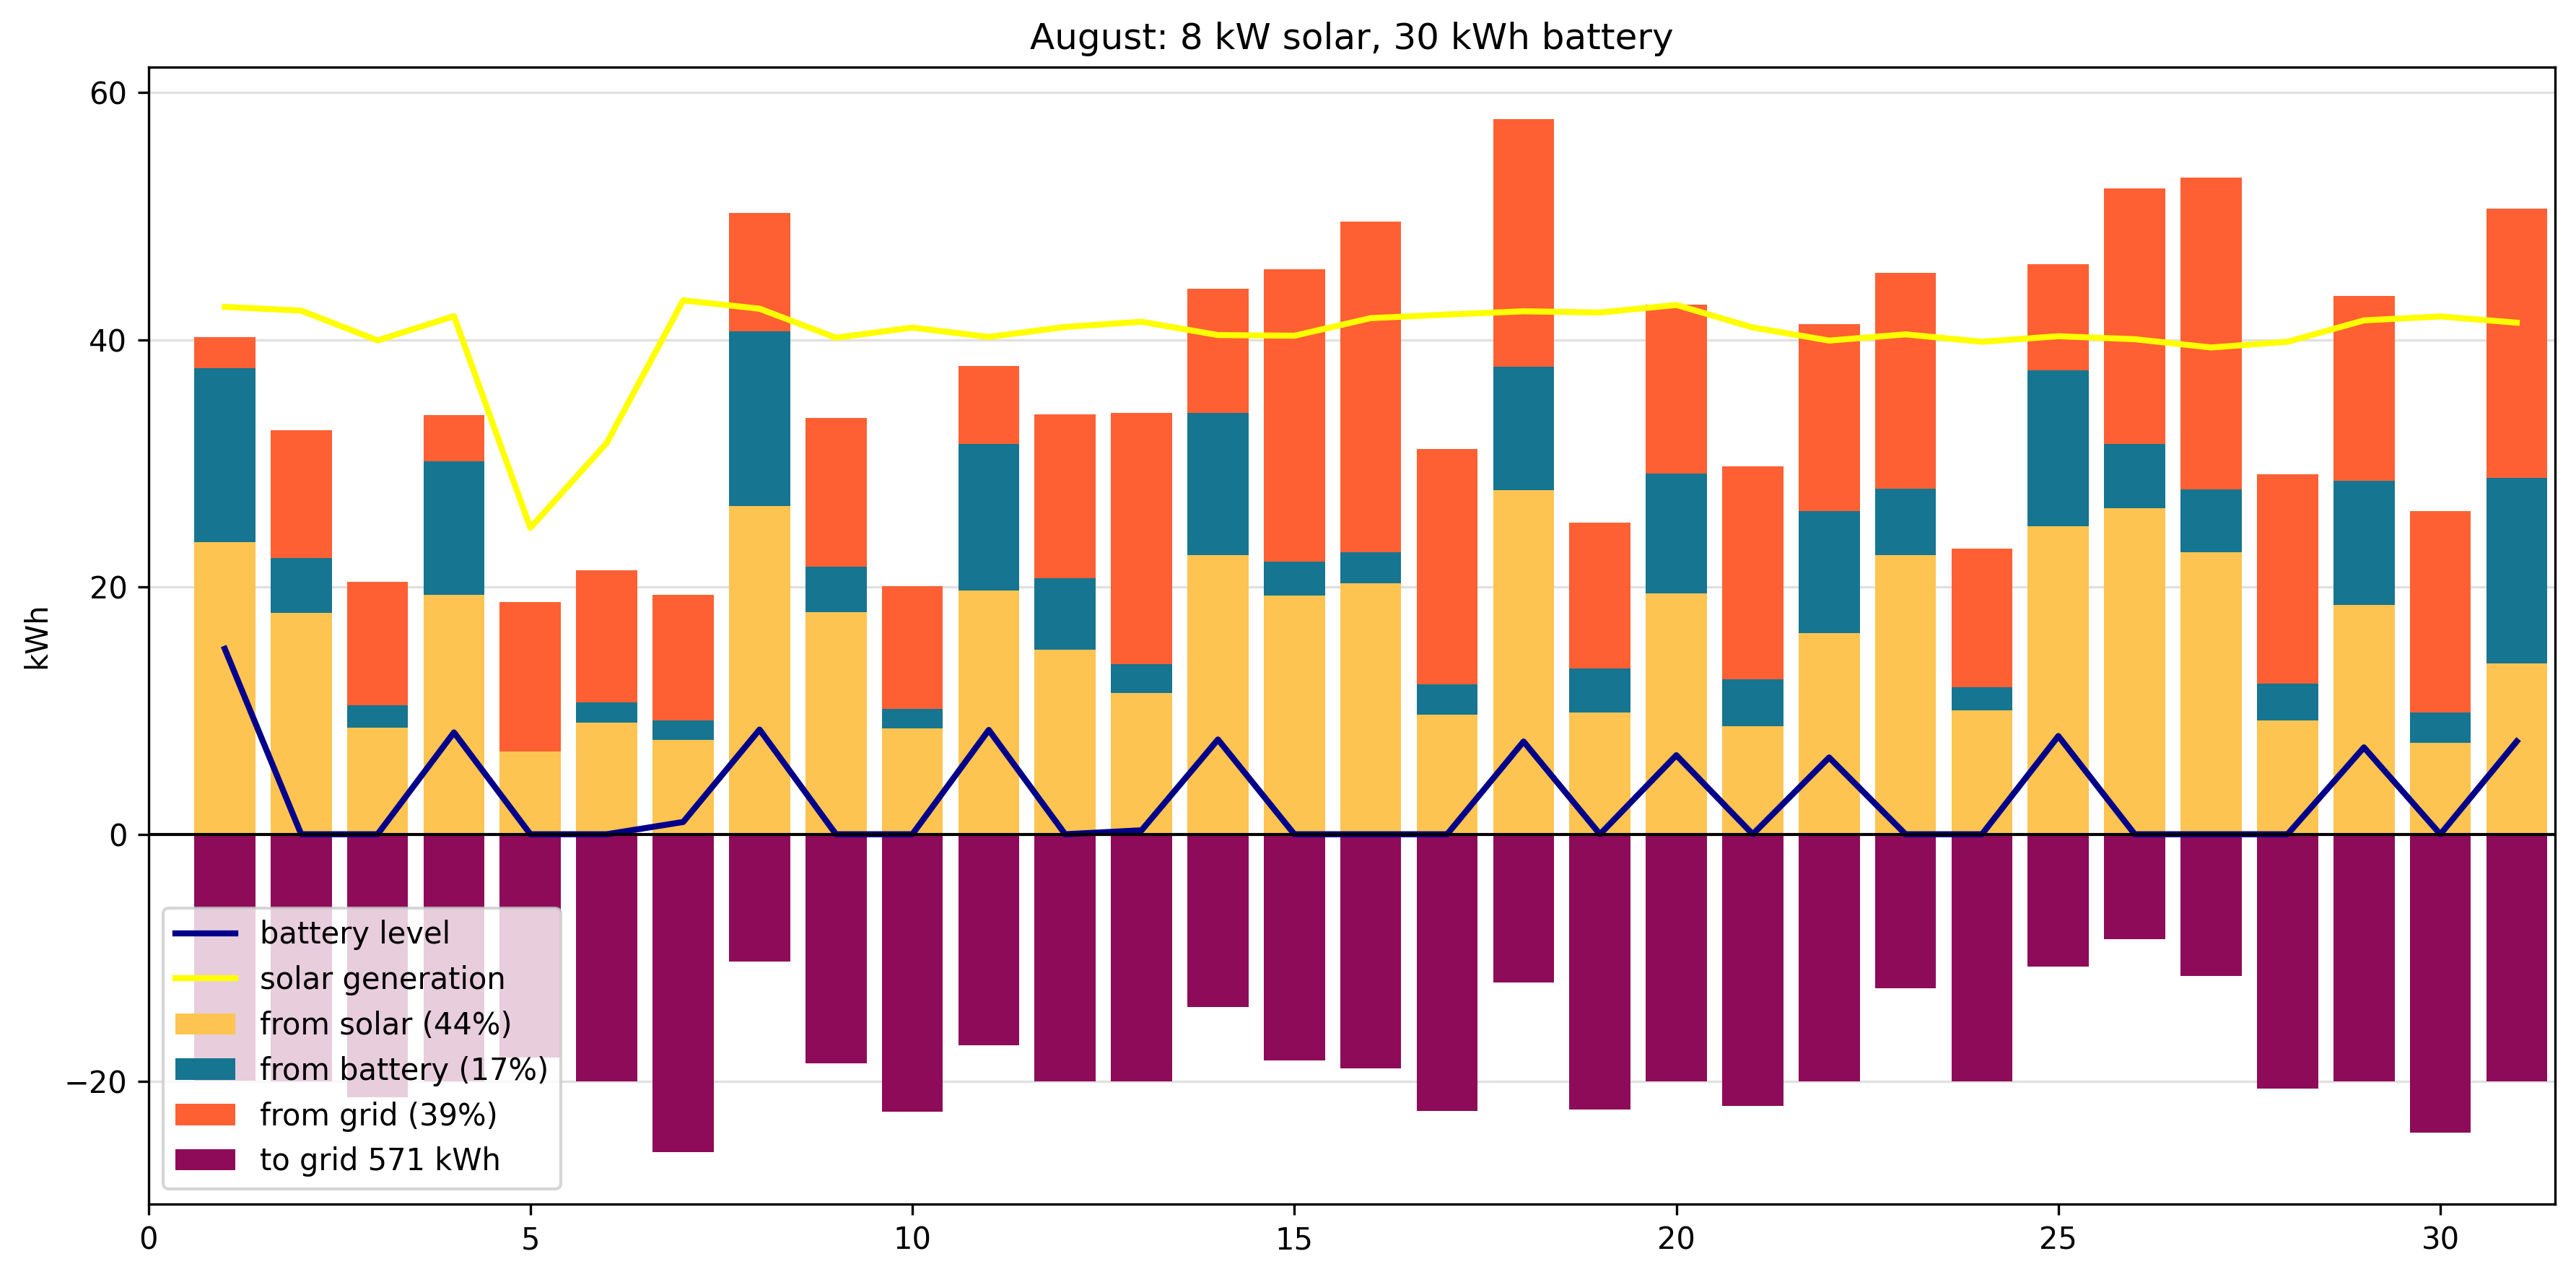 August: 8 kW solar, 30 kWh battery
60
40
20
0
−20
kWh
battery level
solar generation
from solar (44%)
from battery (17%)
from grid (39%)
to grid 571 kWh
0 5 10 15 20 25 30